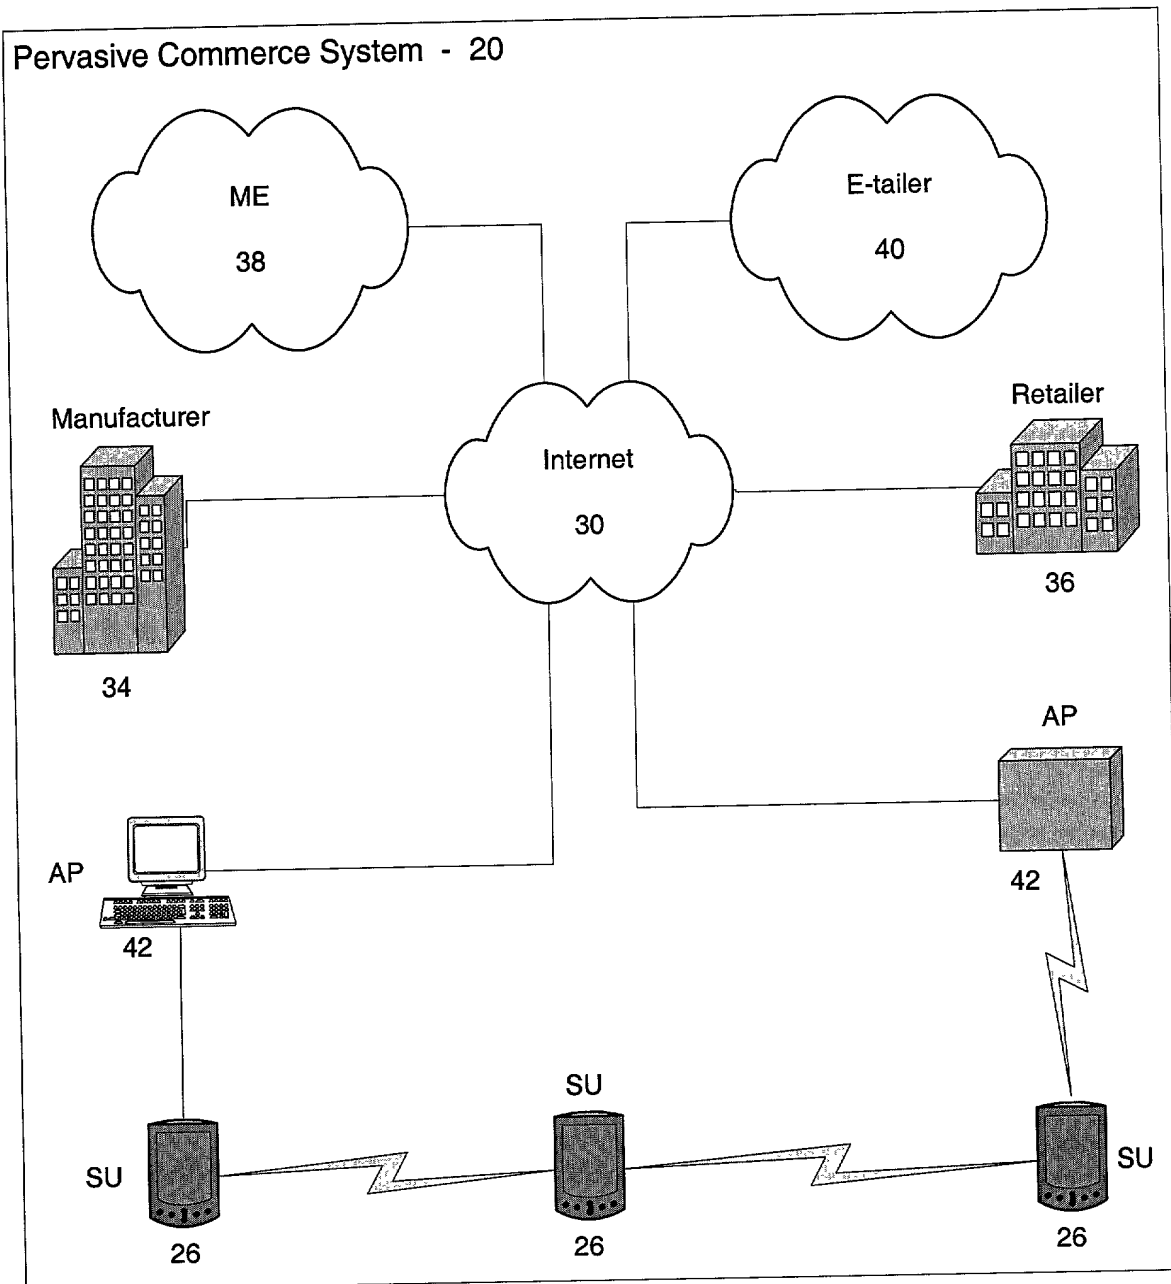 Pervasive Commerce System - 20
ME
38
E-tailer
40
Manufacturer
34
Internet
30
Retailer
36
AP
42
AP
42
SU
26
SU
26
SU
26